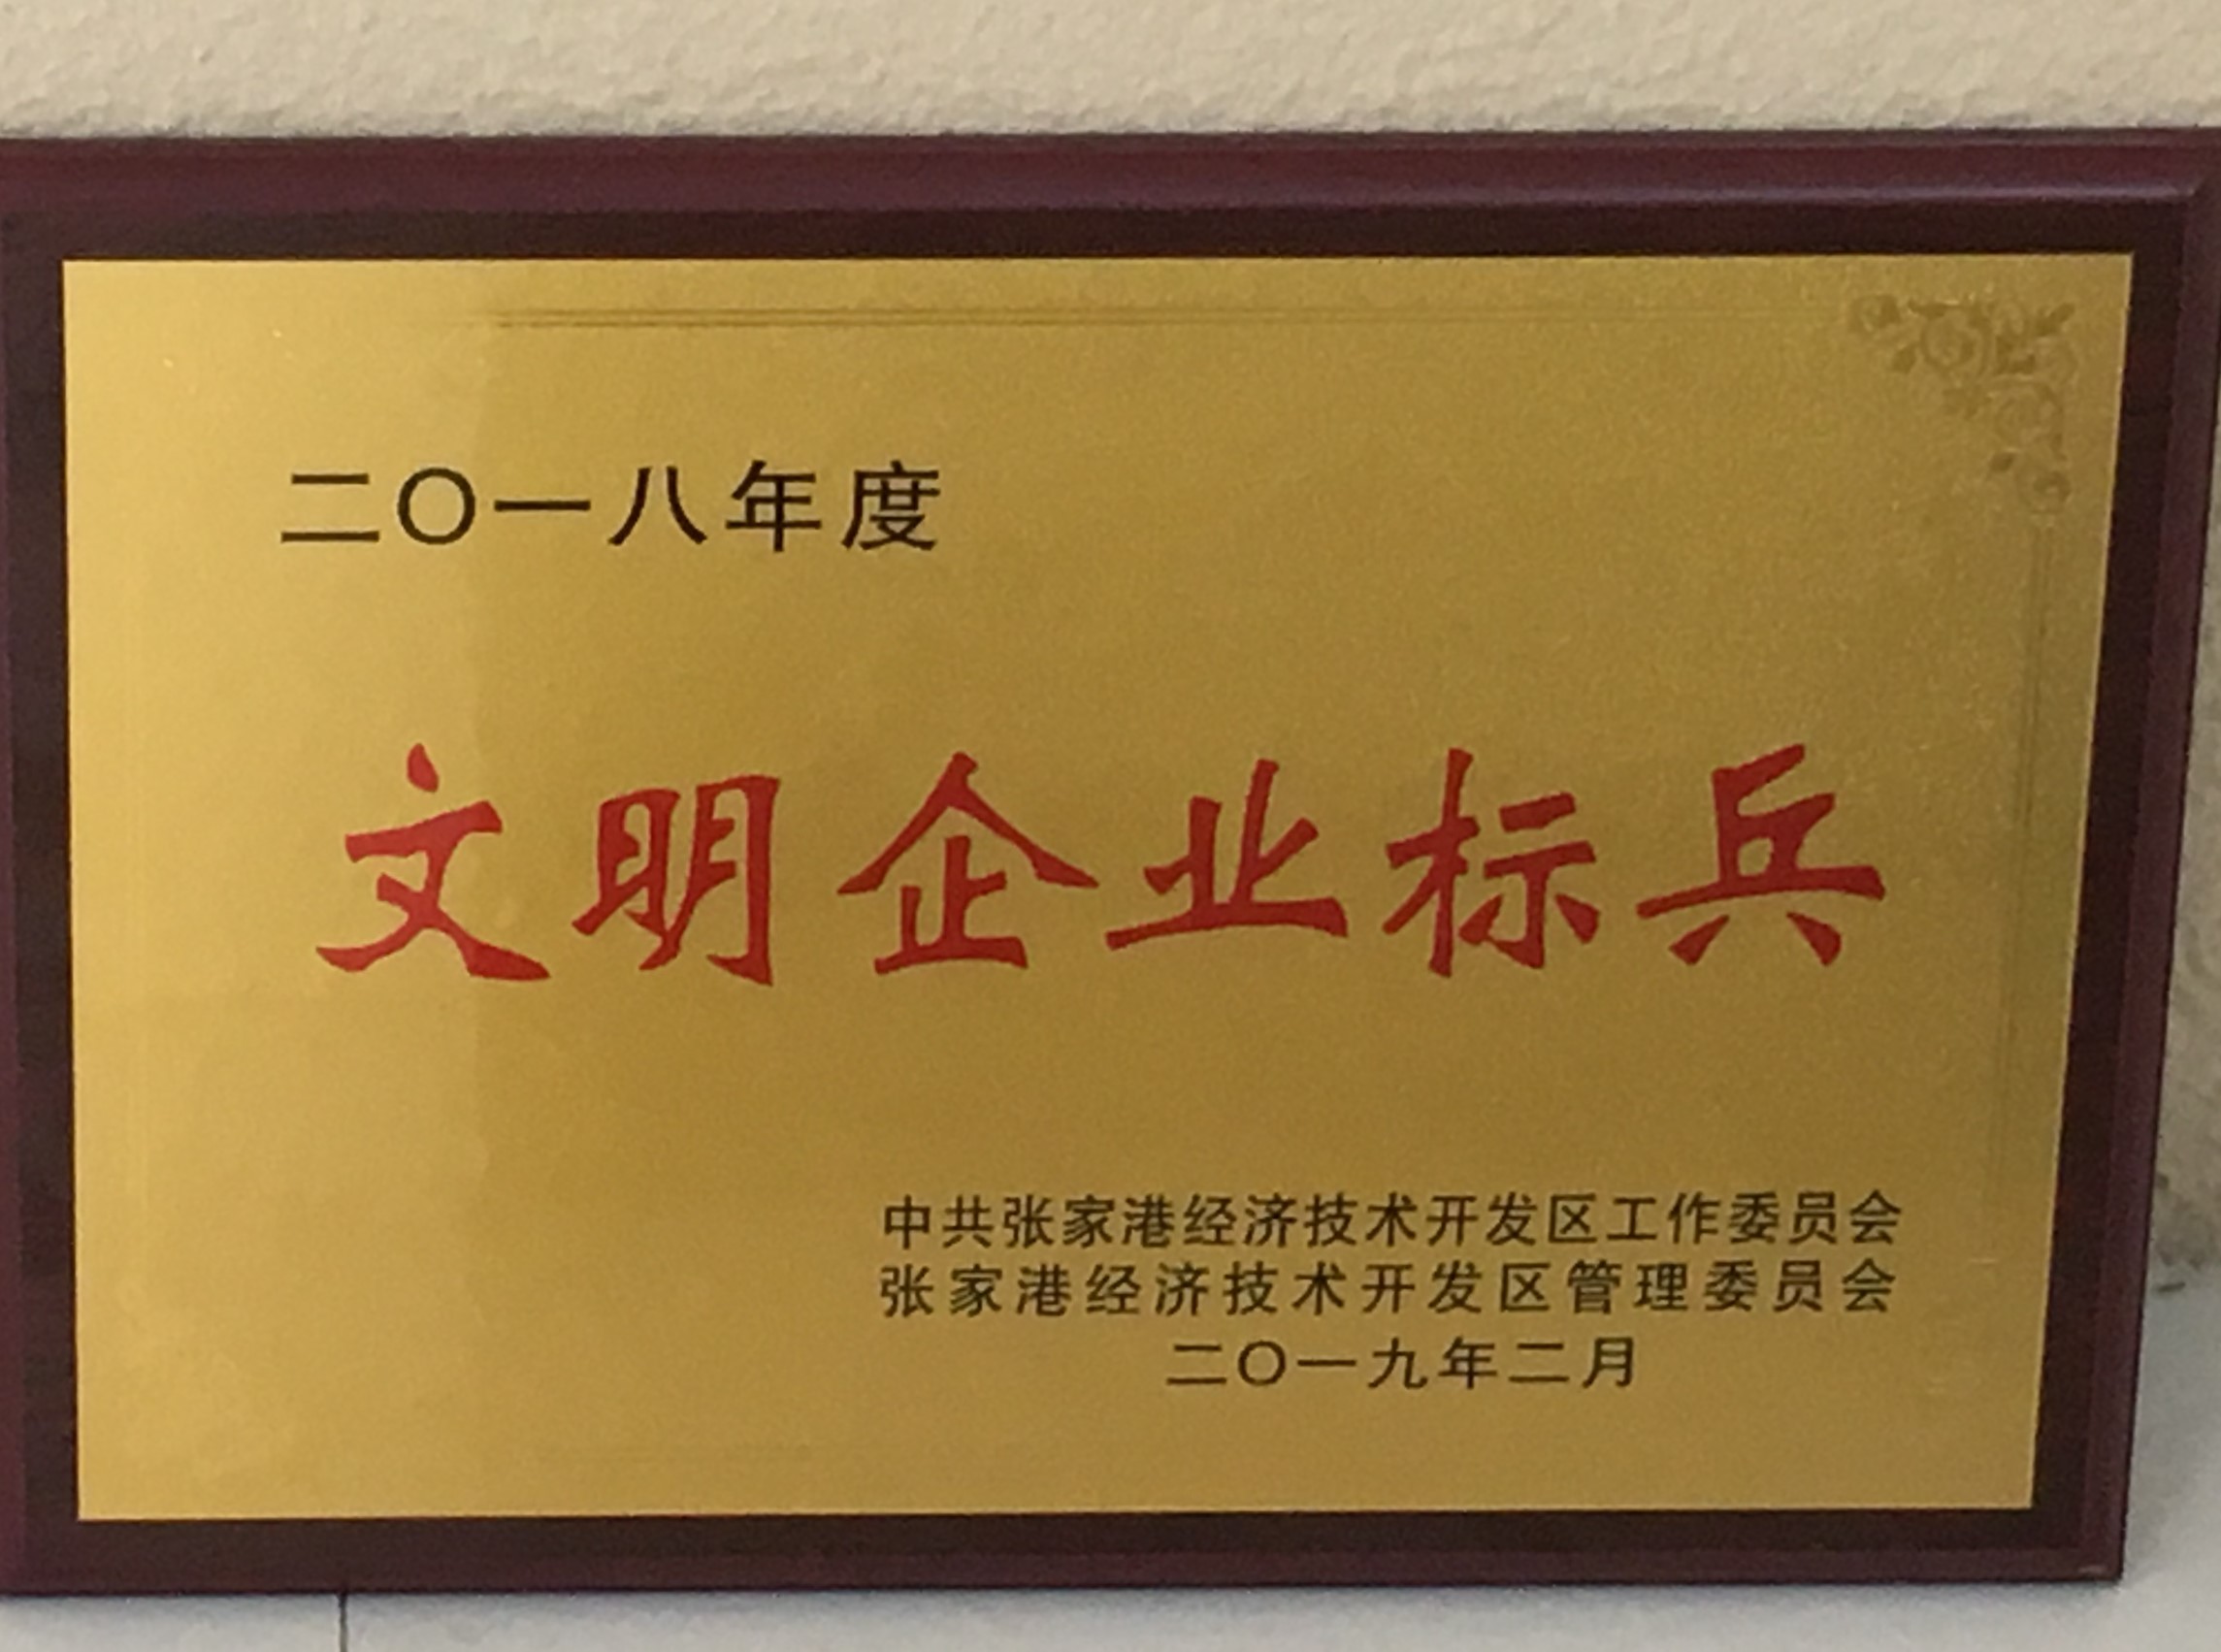 二〇一八年度
文明企业标兵
中共张家港经济技术开发区工作委员会
张家港经济技术开发区管理委员会
二〇一九年二月